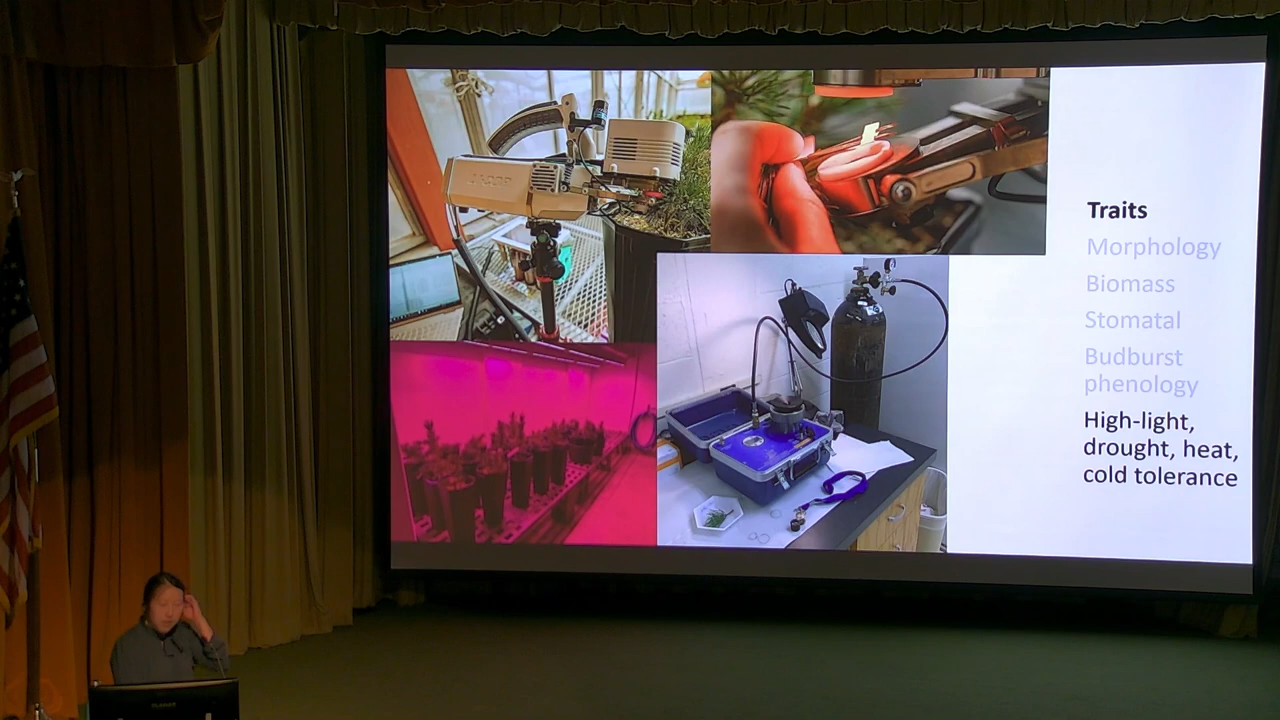 LI-COR
Traits
Morphology
Biomass
Stomatal
Budburst
phenology
High-light,
drought, heat,
cold tolerance